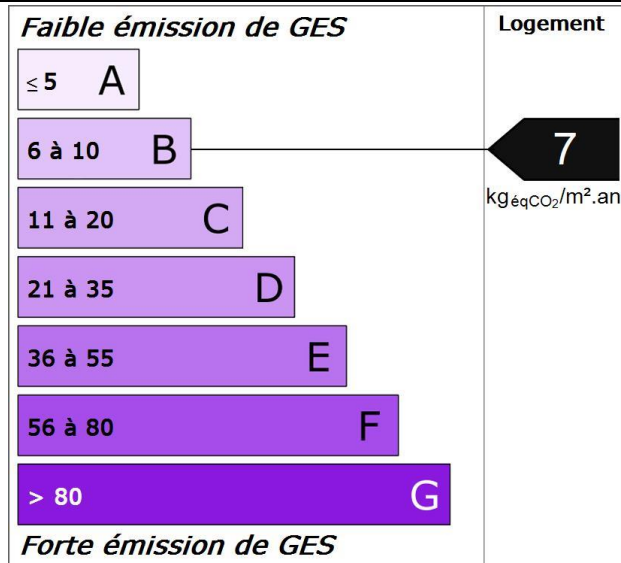 Faible émission de GES
Logement
≤ 5 A
6 à 10 B
7
kgéqCO₂/m².an
11 à 20 C
21 à 35 D
36 à 55 E
56 à 80 F
> 80 G
Forte émission de GES